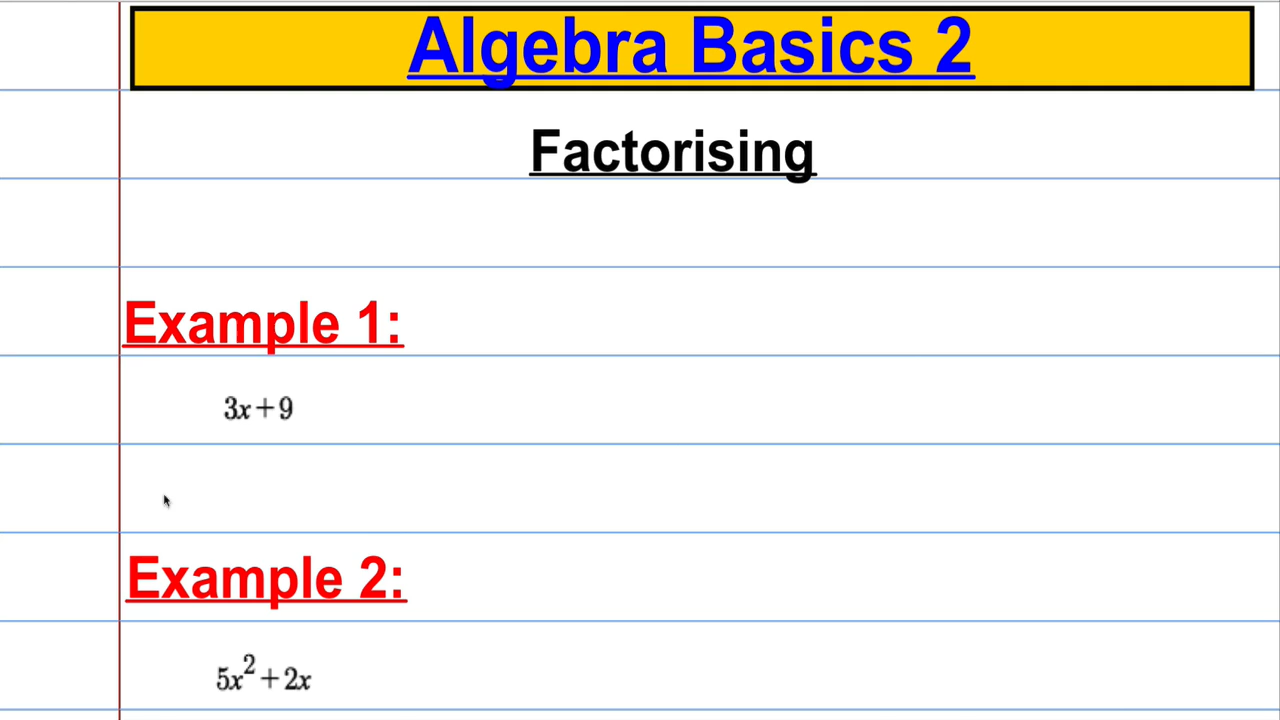 Algebra Basics 2
Factorising
Example 1:
3x+9
Example 2:
5x²+2x